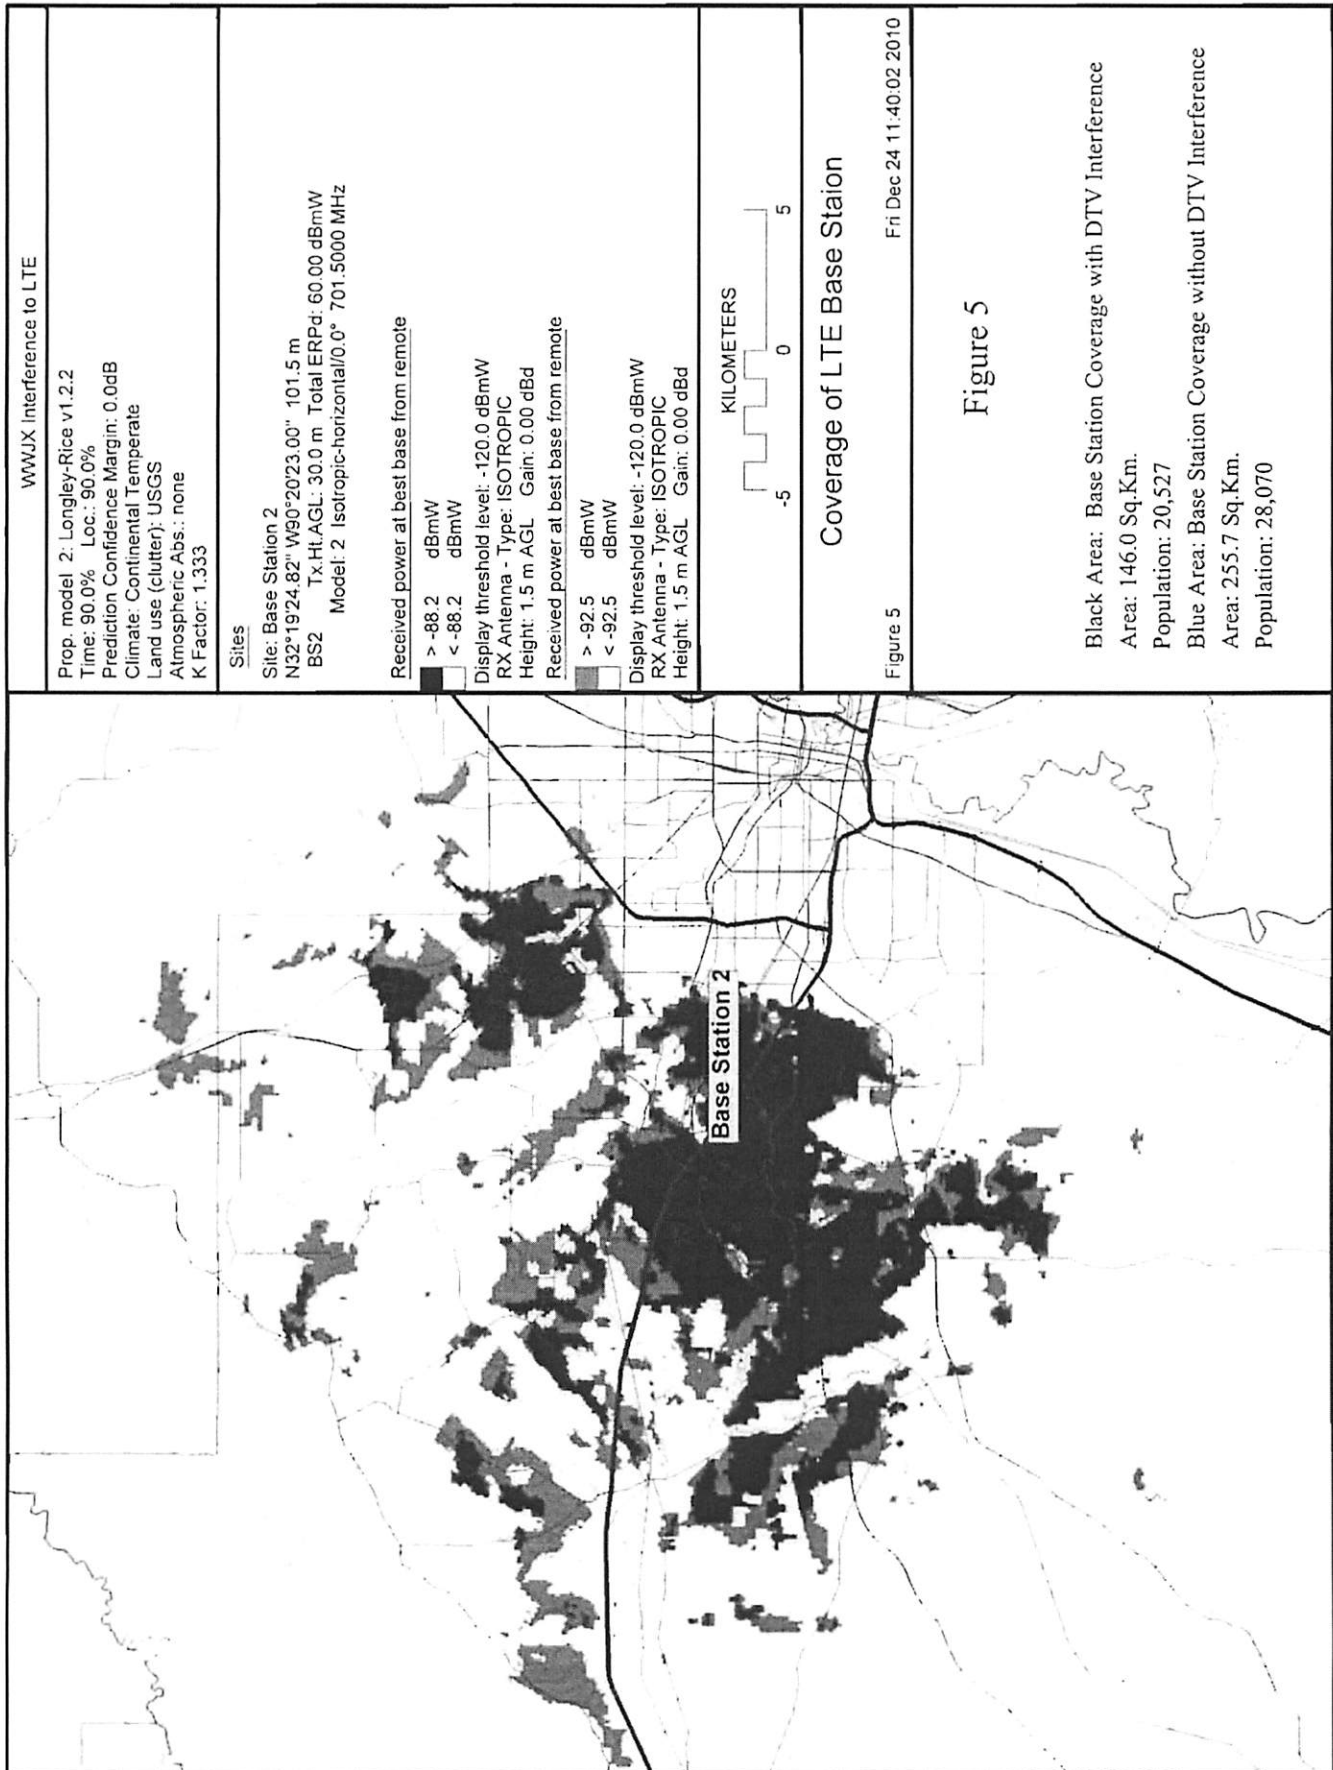 WWJX Interference to LTE
Prop. model 2: Longley-Rice v1.2.2
Time: 90.0% Loc.: 90.0%
Prediction Confidence Margin: 0.0dB
Climate: Continental Temperate
Land use (clutter): USGS
Atmospheric Abs.: none
K Factor: 1.333
Sites
Site: Base Station 2
N32°19'24.82" W90°20'23.00" 101.5 m
BS2 Tx.Ht.AGL: 30.0 m Total ERPd: 60.00 dBmW
Model: 2 Isotropic-horizontal/0.0° 701.5000 MHz
Received power at best base from remote
> -88.2 dBmW
< -88.2 dBmW
Display threshold level: -120.0 dBmW
RX Antenna - Type: ISOTROPIC
Height: 1.5 m AGL Gain: 0.00 dBd
Received power at best base from remote
> -92.5 dBmW
< -92.5 dBmW
Display threshold level: -120.0 dBmW
RX Antenna - Type: ISOTROPIC
Height: 1.5 m AGL Gain: 0.00 dBd
KILOMETERS
-5 0 5
Coverage of LTE Base Staion
Figure 5 Fri Dec 24 11:40:02 2010
Figure 5
Black Area: Base Station Coverage with DTV Interference
Area: 146.0 Sq.Km.
Population: 20,527
Blue Area: Base Station Coverage without DTV Interference
Area: 255.7 Sq.Km.
Population: 28,070
Base Station 2